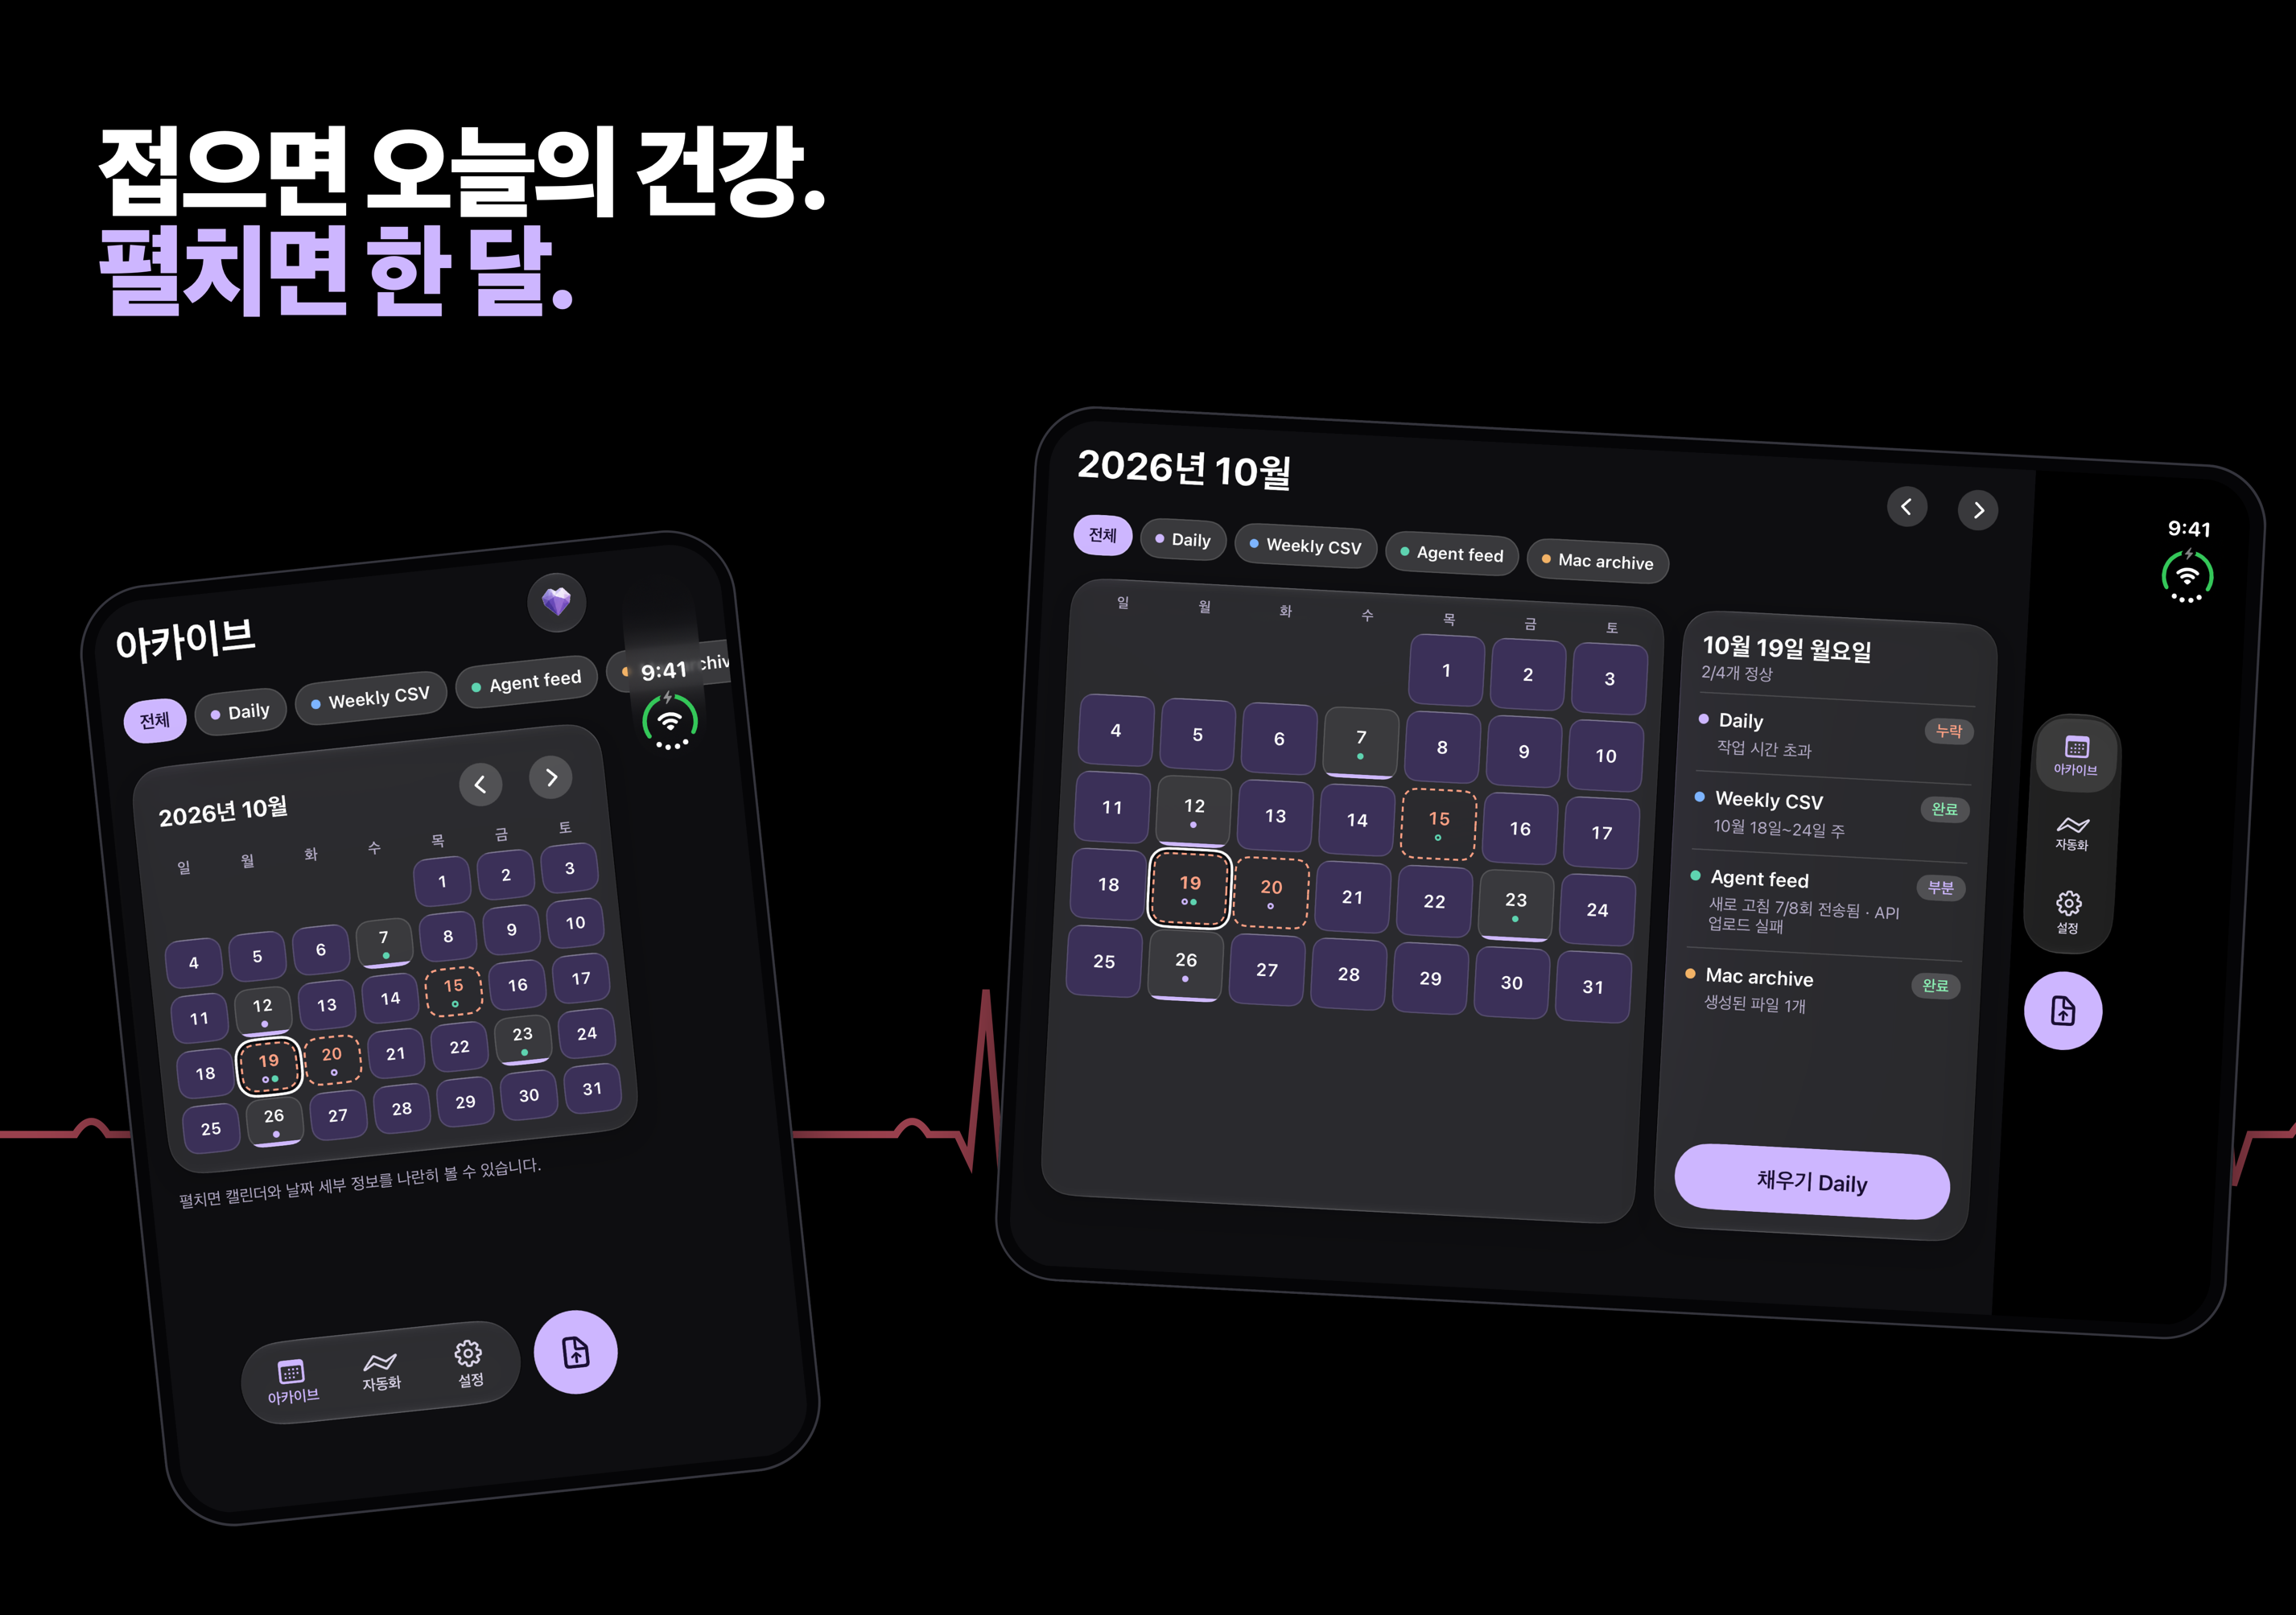 접으면 오늘의 건강.
펼치면 한 달.
아카이브
9:41
전체 Daily Weekly CSV Agent feed
2026년 10월
일 월 화 수 목 금 토
1 2 3
4 5 6 7 8 9 10
11 12 13 14 15 16 17
18 19 20 21 22 23 24
25 26 27 28 29 30 31
펼치면 캘린더와 날짜 세부 정보를 나란히 볼 수 있습니다.
아카이브 자동화 설정
2026년 10월
전체 Daily Weekly CSV Agent feed Mac archive
일 월 화 수 목 금 토
1 2 3
4 5 6 7 8 9 10
11 12 13 14 15 16 17
18 19 20 21 22 23 24
25 26 27 28 29 30 31
10월 19일 월요일
2/4개 정상
Daily 누락
작업 시간 초과
Weekly CSV 완료
10월 18일~24일 주
Agent feed 부분
새로 고침 7/8회 전송됨 · API
업로드 실패
Mac archive 완료
생성된 파일 1개
채우기 Daily
9:41
아카이브
자동화
설정